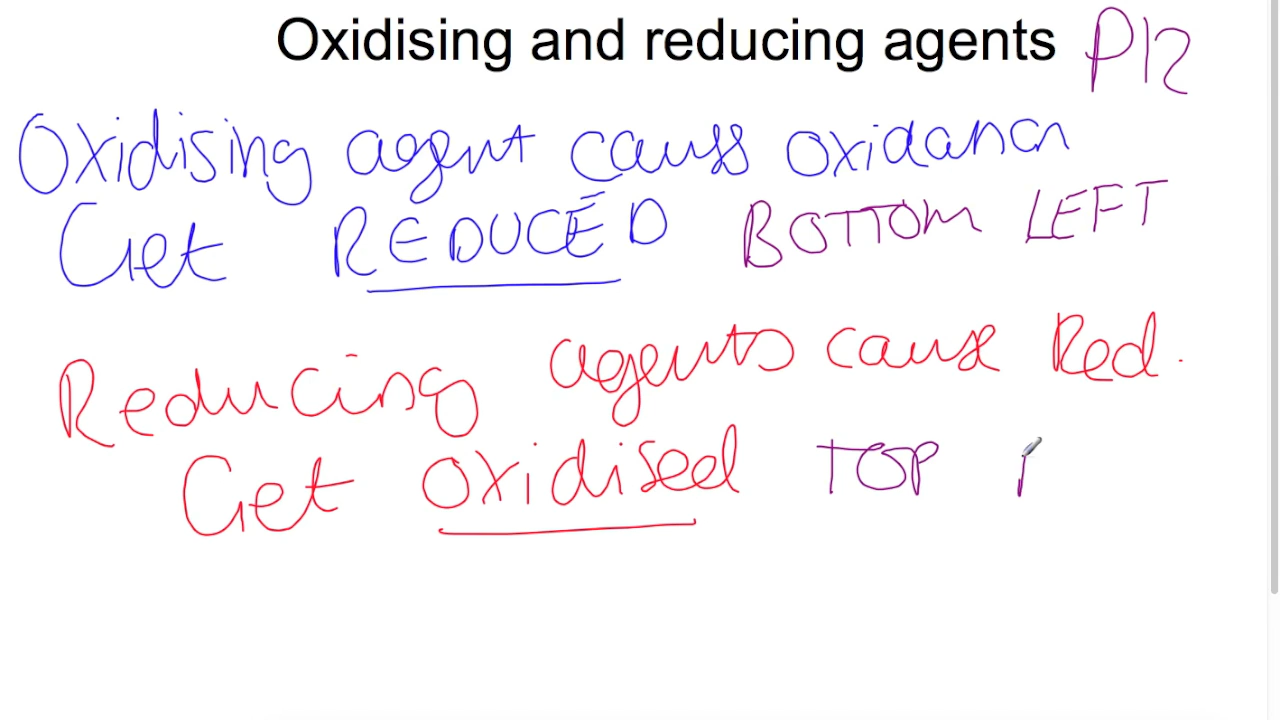 Oxidising and reducing agents P12
Oxidising agent causes oxidation
Get REDUCED BOTTOM LEFT
Reducing agents cause Red.
Get oxidised TOP